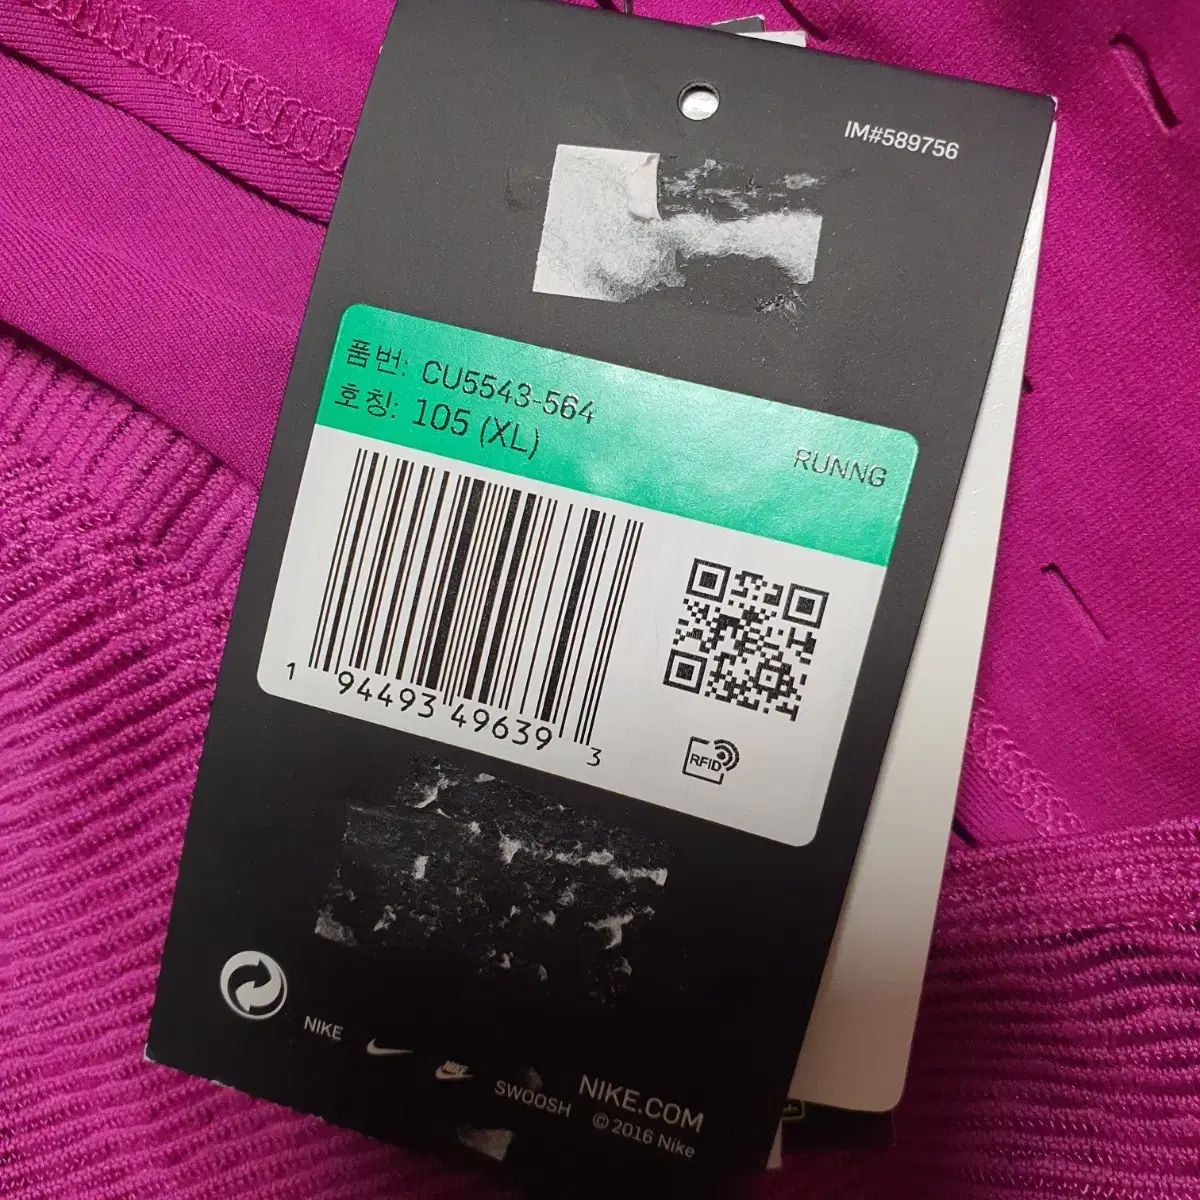 IM#589756
품번: CU5543-564
호칭: 105 (XL)
RUNNG
1 94493 49639 3
RFID
NIKE
NIKE
SWOOSH
NIKE.COM
© 2016 Nike